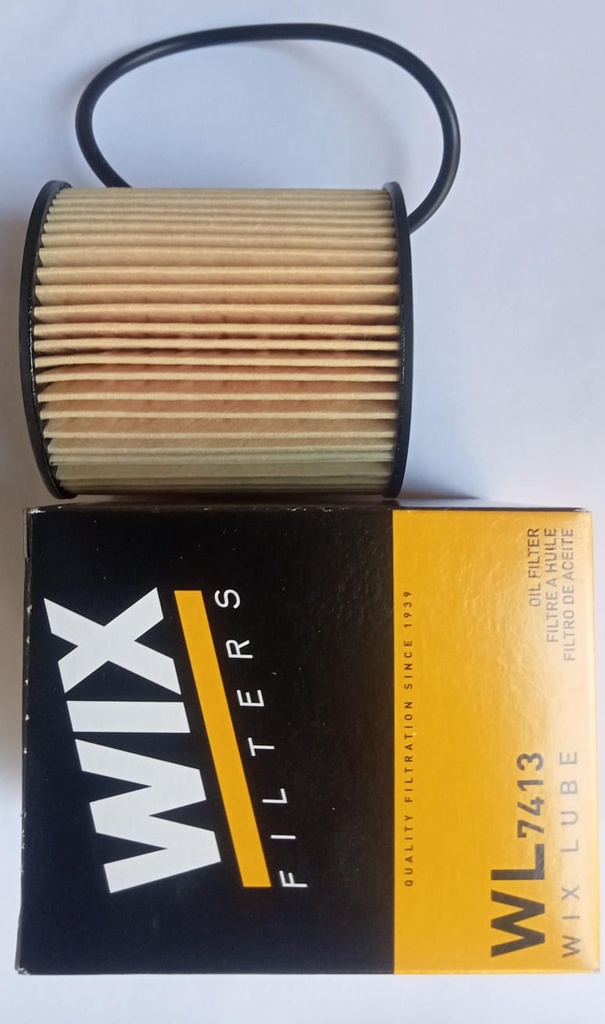 WIX
FILTERS
QUALITY FILTRATION SINCE 1939
OIL FILTER
FILTRE A HUILE
FILTRO DE ACEITE
WL7413
WIX LUBE